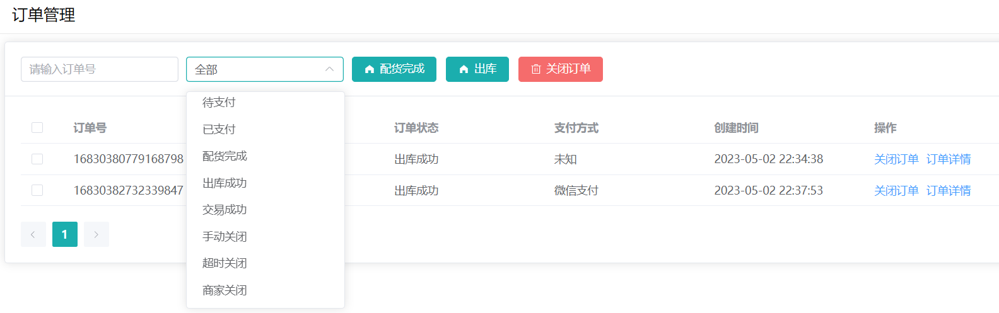 订单管理
请输入订单号 全部 配货完成 出库 关闭订单
待支付
已支付
配货完成
出库成功
交易成功
手动关闭
超时关闭
商家关闭
订单号 订单状态 支付方式 创建时间 操作
16830380779168798 出库成功 未知 2023-05-02 22:34:38 关闭订单 订单详情
16830382732339847 出库成功 微信支付 2023-05-02 22:37:53 关闭订单 订单详情
1